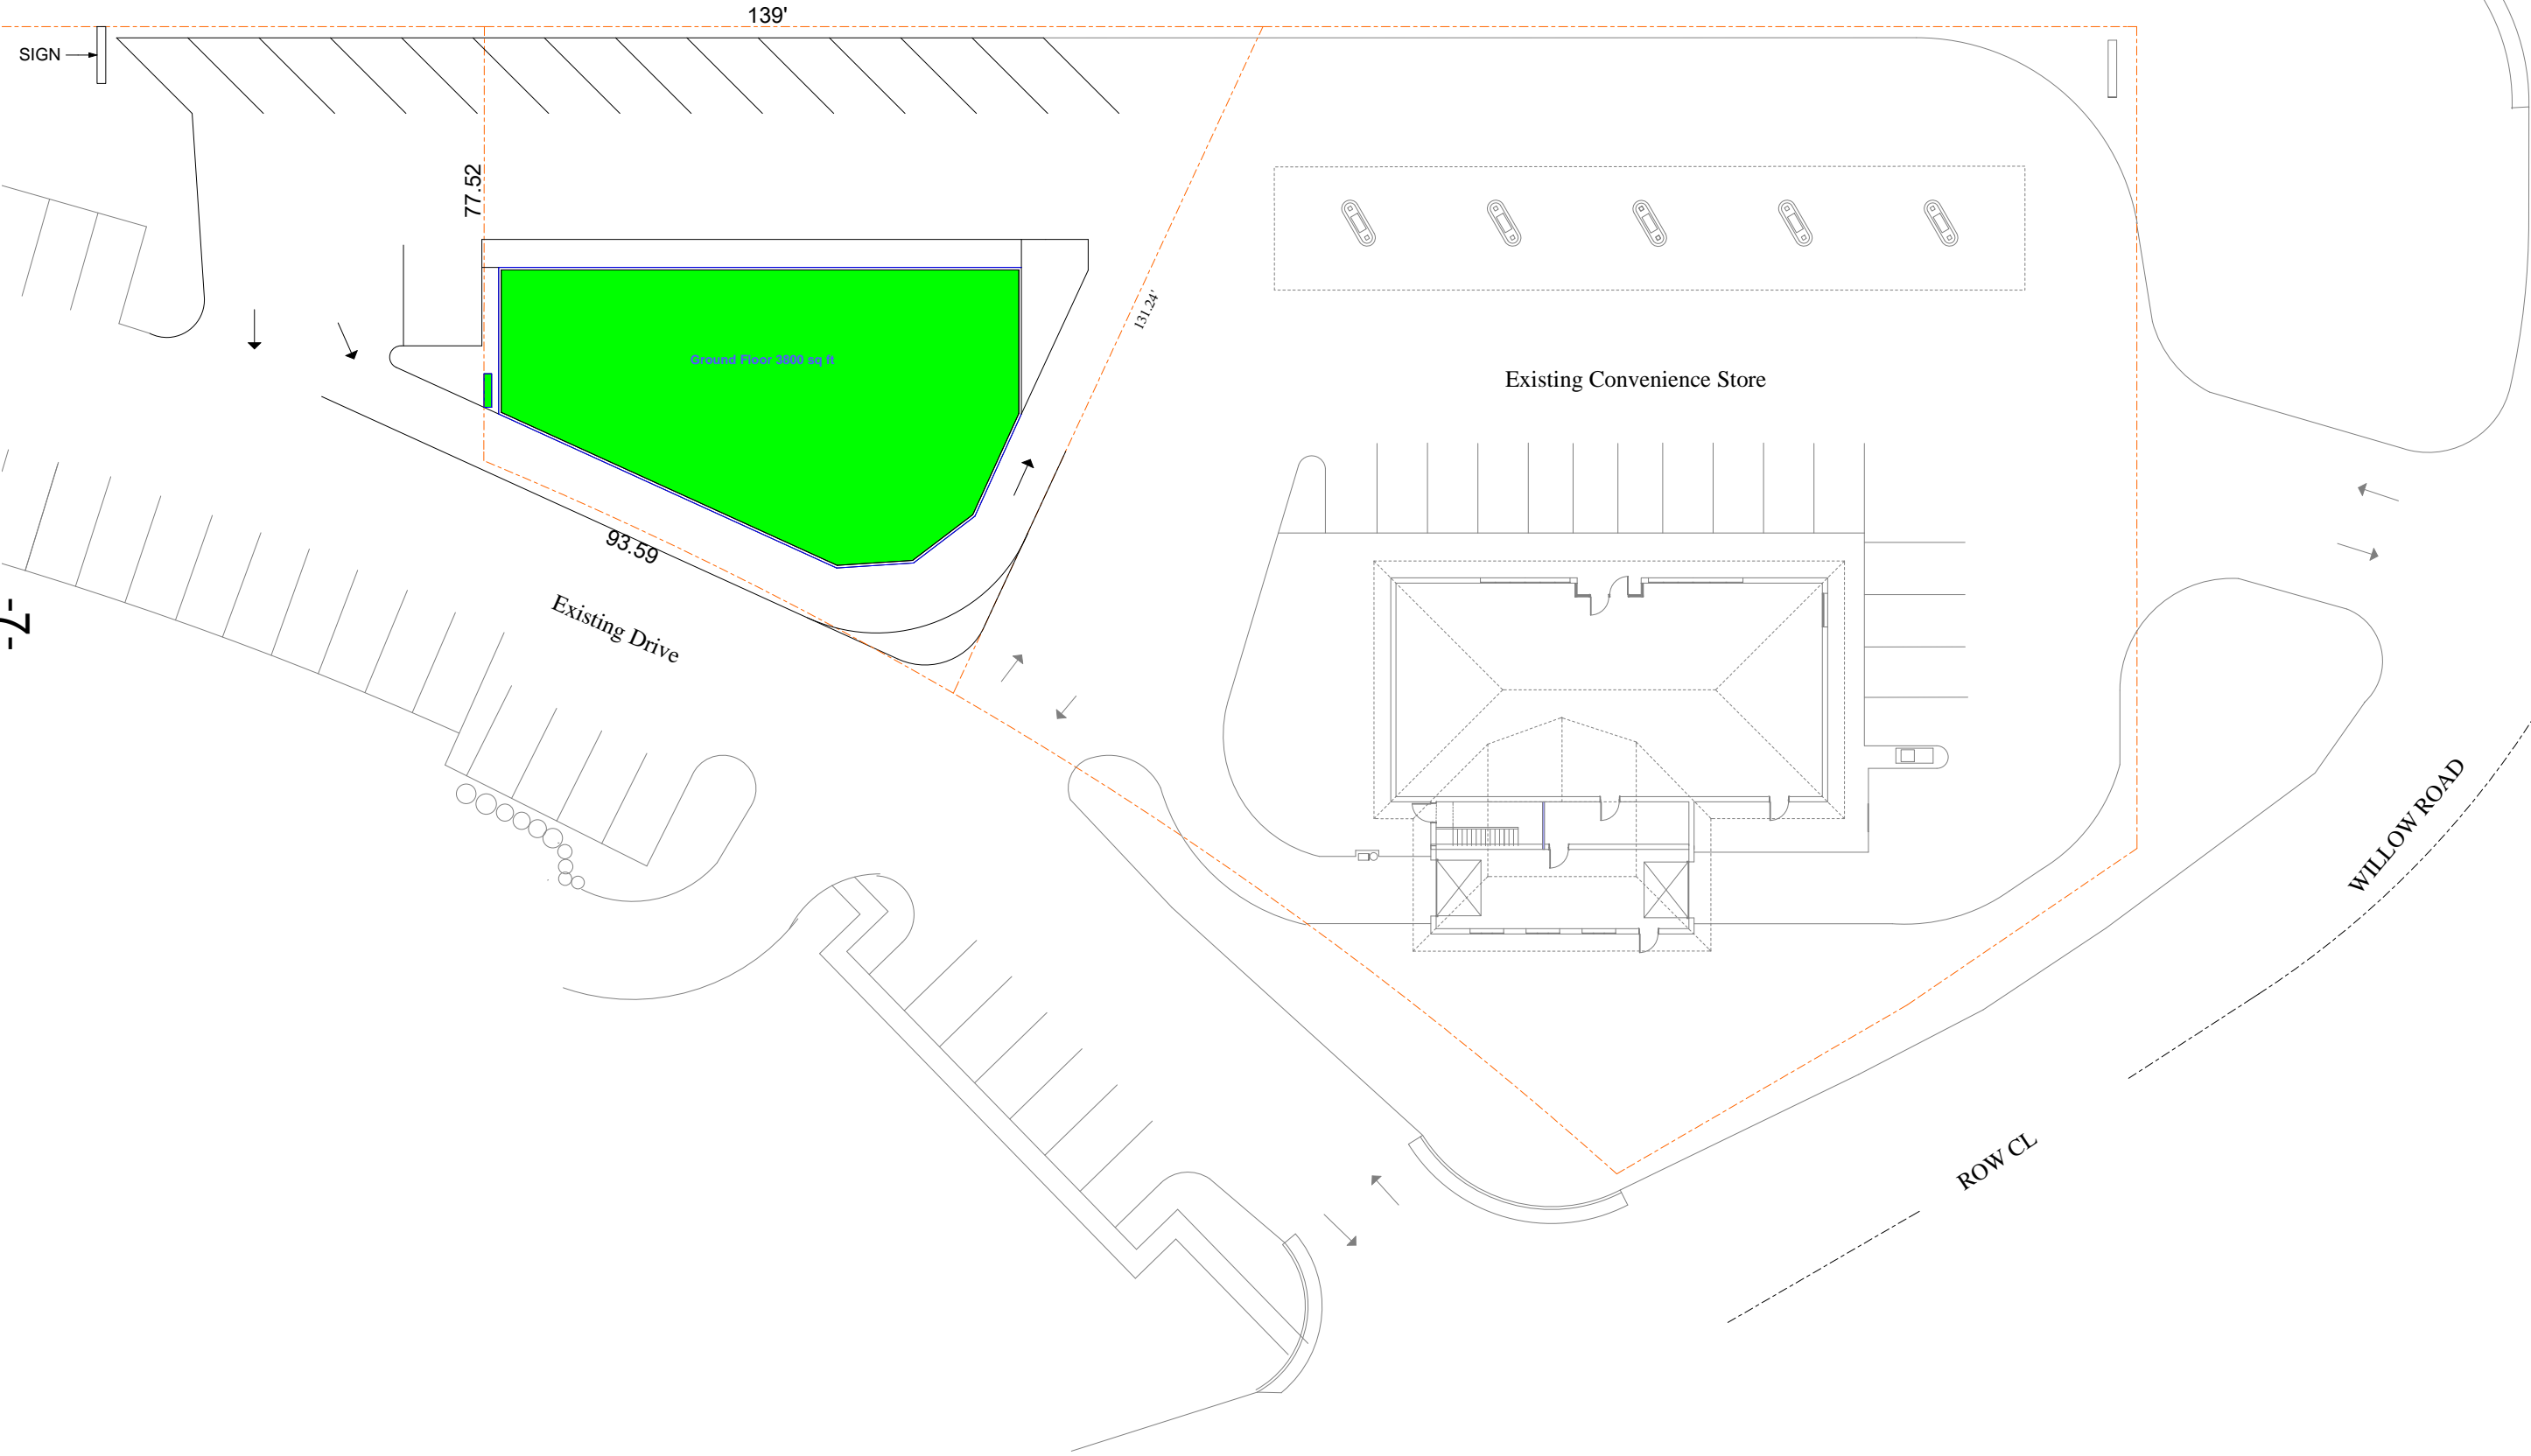 139'
SIGN
77.52
131.24'
Ground Floor 3800 sq ft
Existing Convenience Store
93.59
Existing Drive
WILLOW ROAD
ROW CL